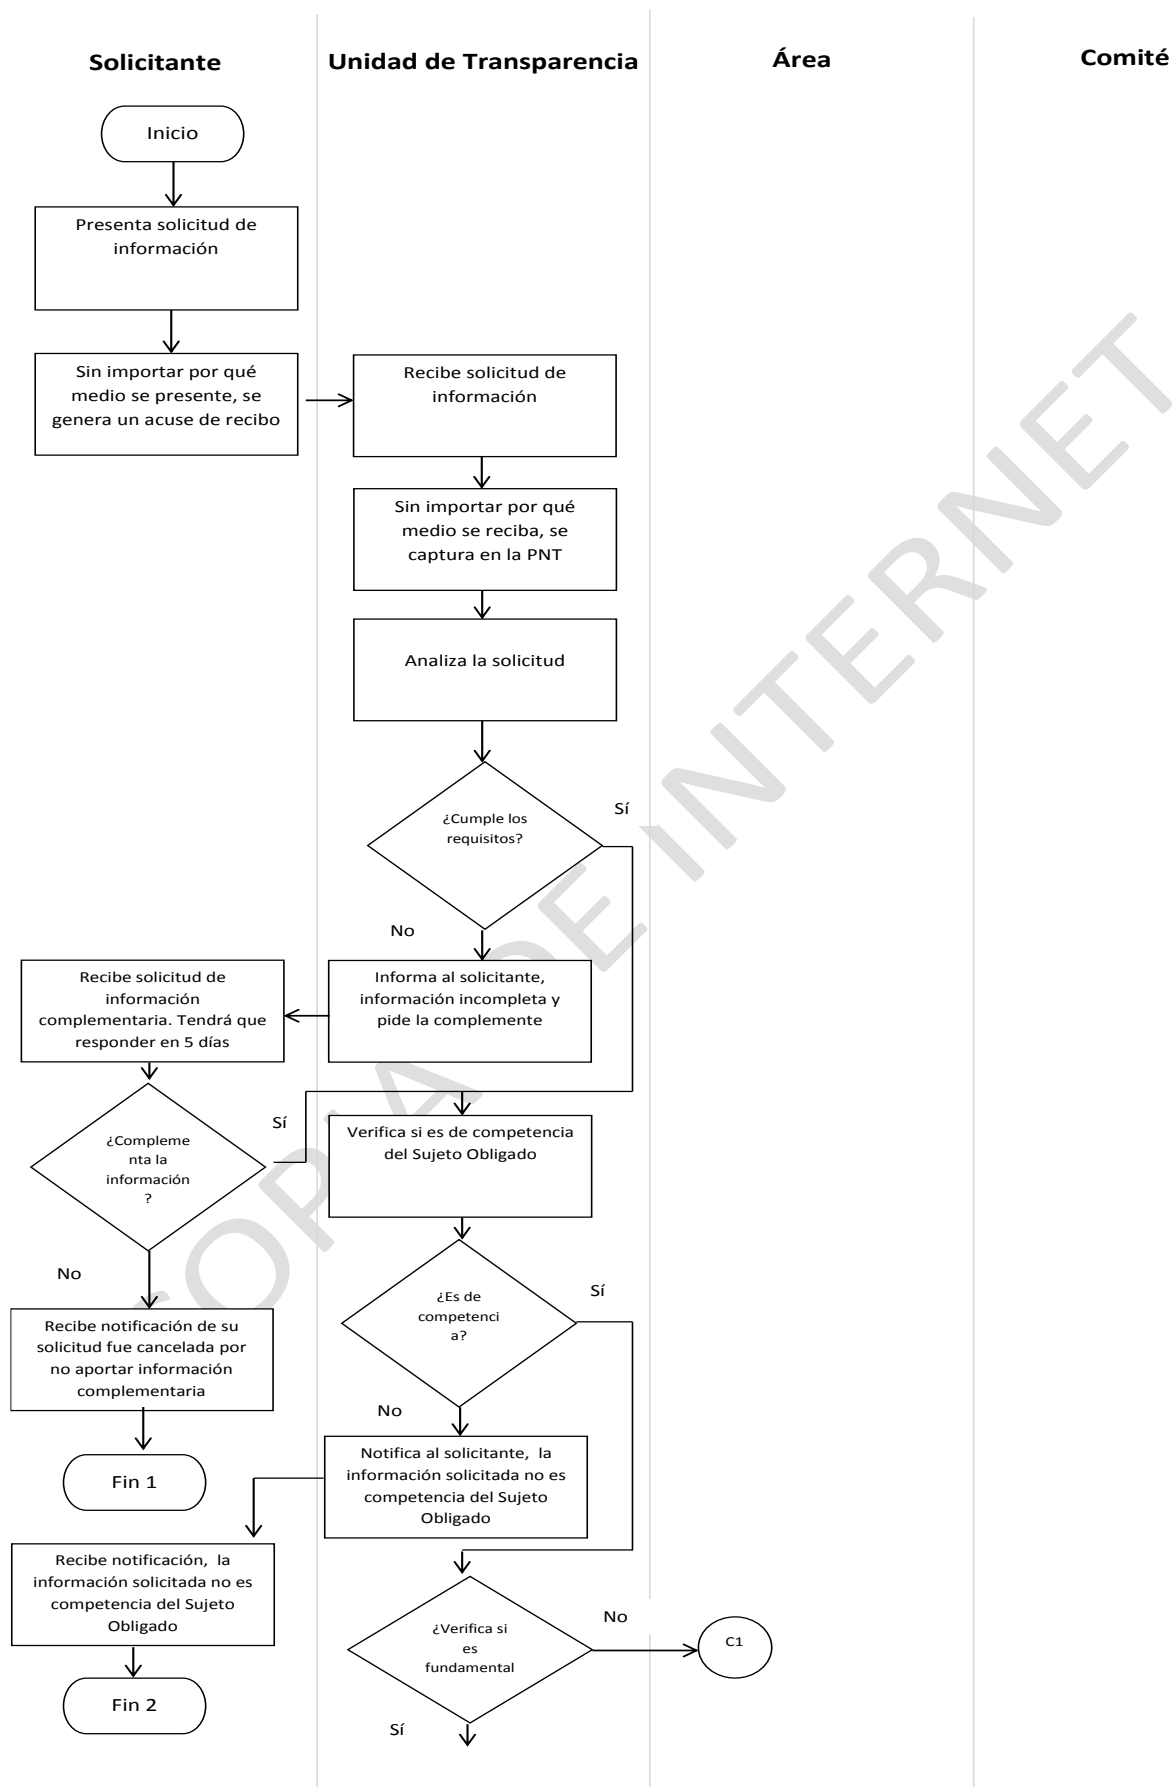 Solicitante
Unidad de Transparencia
Área
Comité
Inicio
Presenta solicitud de
información
Sin importar por qué
medio se presente, se
genera un acuse de recibo
Recibe solicitud de
información
Sin importar por qué
medio se reciba, se
captura en la PNT
Analiza la solicitud
¿Cumple los
requisitos?
Sí
No
Informa al solicitante,
información incompleta y
pide la complemente
Recibe solicitud de
información
complementaria. Tendrá que
responder en 5 días
¿Compleme
nta la
información
?
Sí
No
Verifica si es de competencia
del Sujeto Obligado
¿Es de
competenci
a?
Sí
No
Recibe notificación de su
solicitud fue cancelada por
no aportar información
complementaria
Fin 1
Notifica al solicitante, la
información solicitada no es
competencia del Sujeto
Obligado
Recibe notificación, la
información solicitada no es
competencia del Sujeto
Obligado
Fin 2
¿Verifica si
es
fundamental
No
C1
Sí
COPIA DE INTERNET